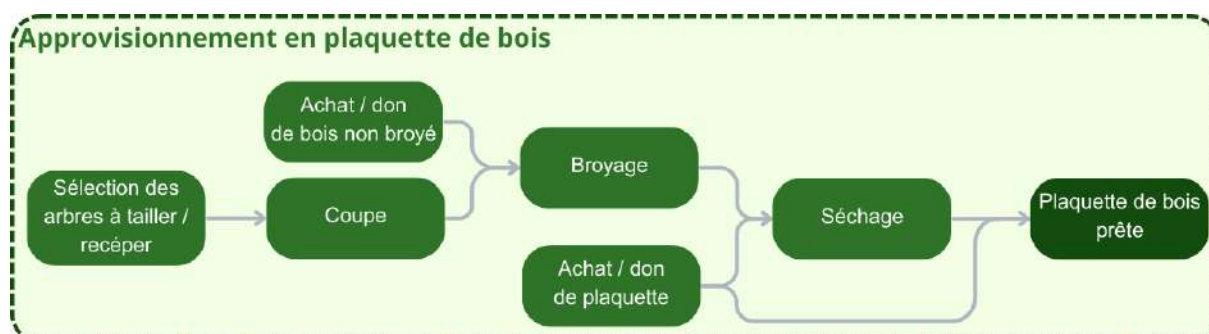 Approvisionnement en plaquette de bois
Achat / don
de bois non broyé
Sélection des
arbres à tailler /
recéper
Coupe
Broyage
Achat / don
de plaquette
Séchage
Plaquette de bois
prête